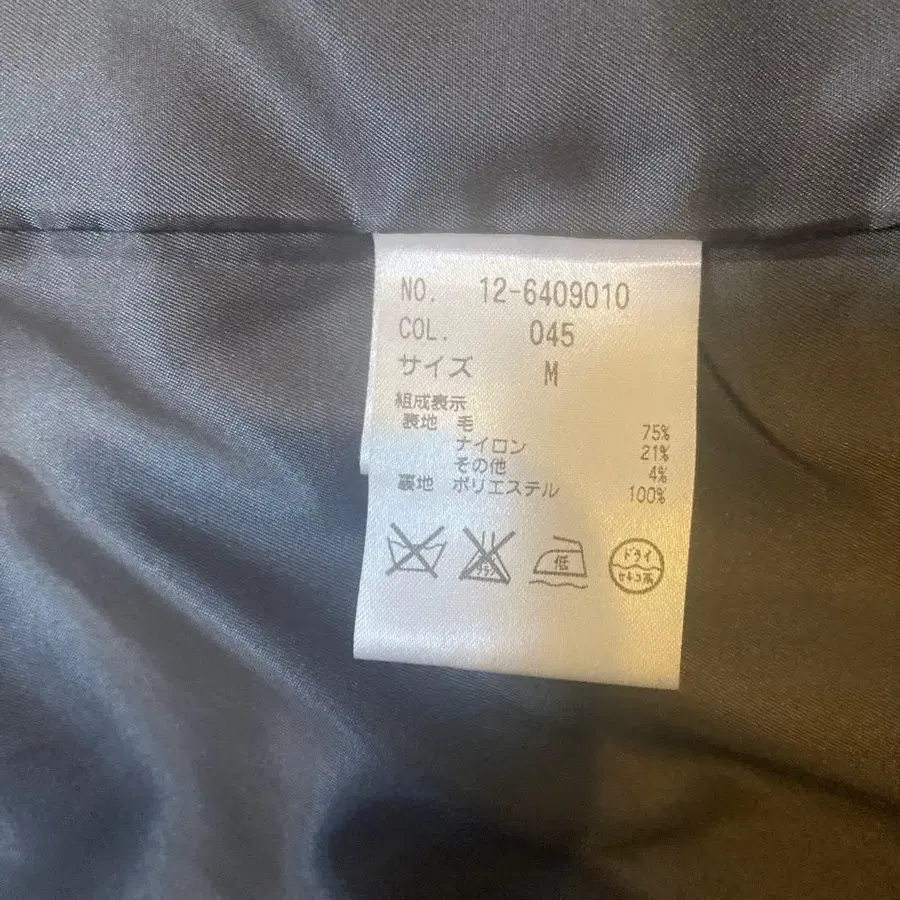 NO. 12-6409010
COL. 045
サイズ M
組成表示
表地 毛 75%
ナイロン 21%
その他 4%
裏地 ポリエステル 100%
低
ドライ
セキユ系